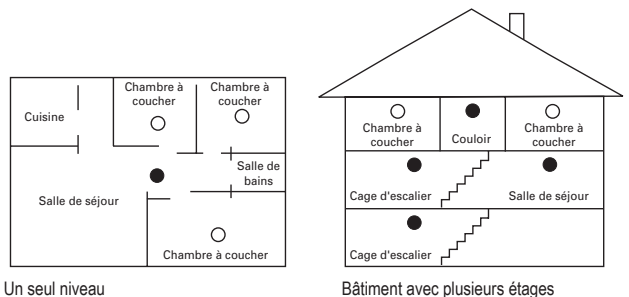 Cuisine
Chambre à
coucher
Chambre à
coucher
Salle de
bains
Salle de séjour
Chambre à coucher
Un seul niveau
Chambre à
coucher
Couloir
Chambre à
coucher
Cage d'escalier
Salle de séjour
Cage d'escalier
Bâtiment avec plusieurs étages